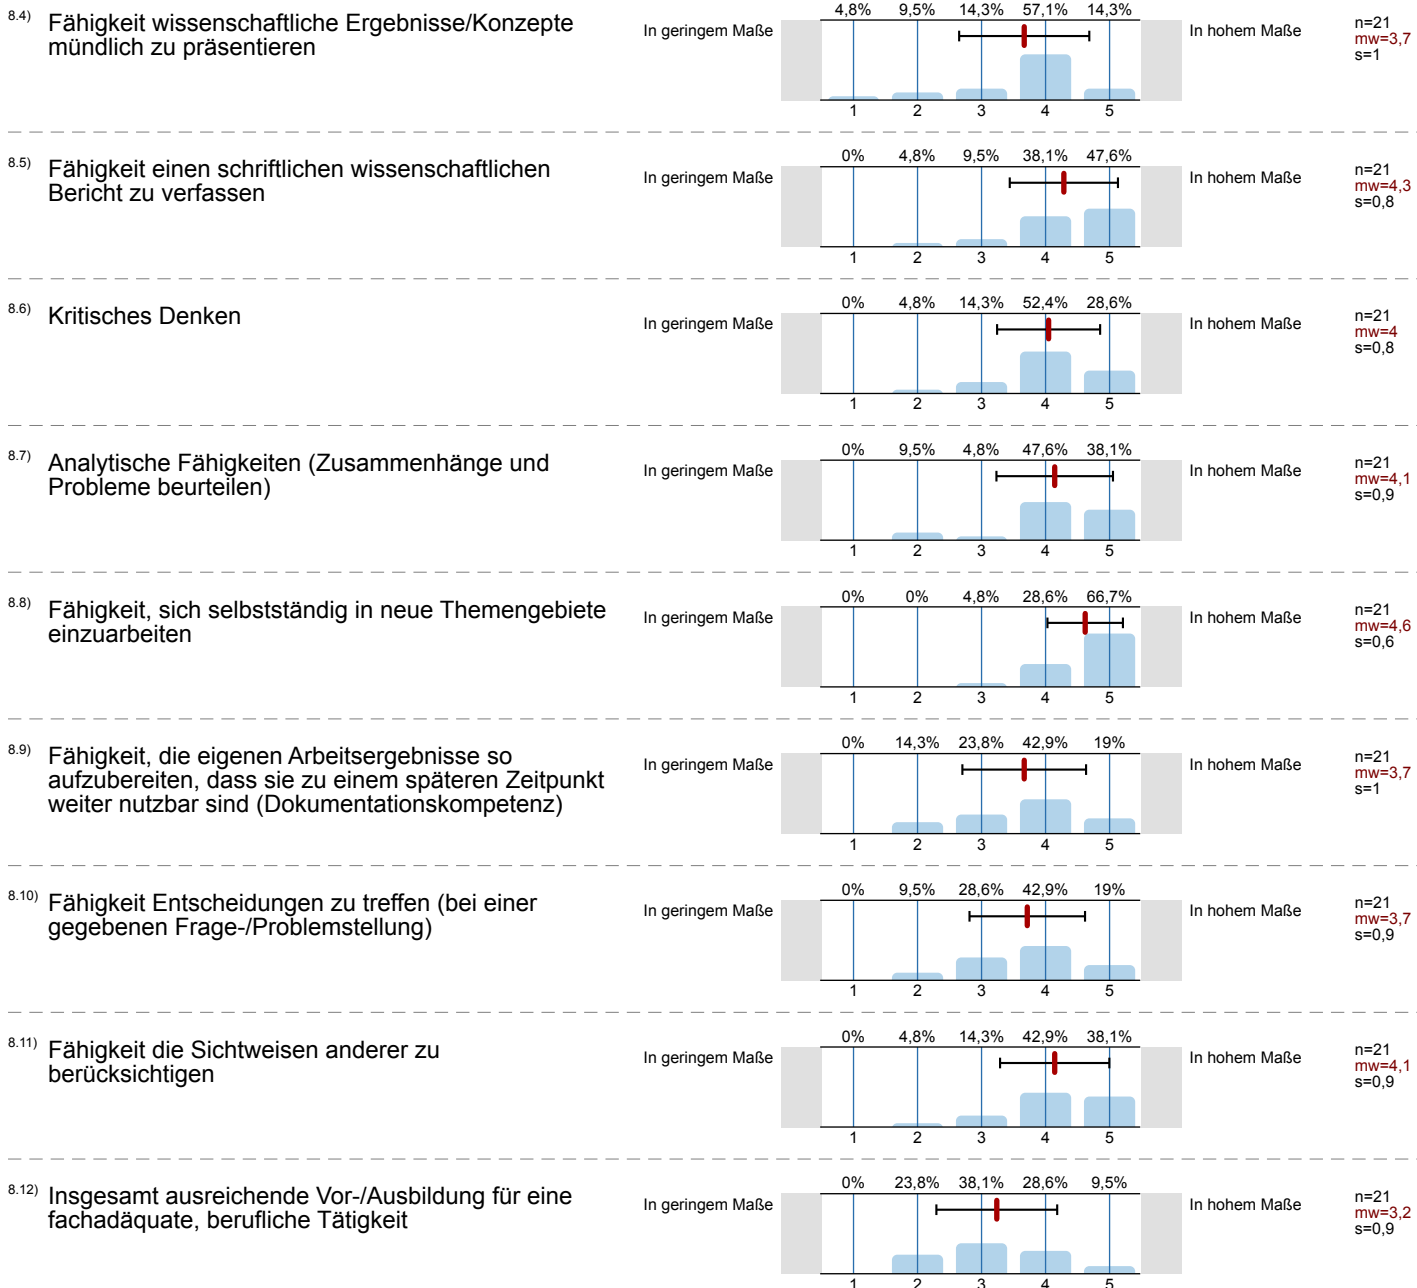 8.4) Fähigkeit wissenschaftliche Ergebnisse/Konzepte
mündlich zu präsentieren
In geringem Maße
4,8% 9,5% 14,3% 57,1% 14,3%
1 2 3 4 5
In hohem Maße
n=21
mw=3,7
s=1
8.5) Fähigkeit einen schriftlichen wissenschaftlichen
Bericht zu verfassen
In geringem Maße
0% 4,8% 9,5% 38,1% 47,6%
1 2 3 4 5
In hohem Maße
n=21
mw=4,3
s=0,8
8.6) Kritisches Denken
In geringem Maße
0% 4,8% 14,3% 52,4% 28,6%
1 2 3 4 5
In hohem Maße
n=21
mw=4
s=0,8
8.7) Analytische Fähigkeiten (Zusammenhänge und
Probleme beurteilen)
In geringem Maße
0% 9,5% 4,8% 47,6% 38,1%
1 2 3 4 5
In hohem Maße
n=21
mw=4,1
s=0,9
8.8) Fähigkeit, sich selbstständig in neue Themengebiete
einzuarbeiten
In geringem Maße
0% 0% 4,8% 28,6% 66,7%
1 2 3 4 5
In hohem Maße
n=21
mw=4,6
s=0,6
8.9) Fähigkeit, die eigenen Arbeitsergebnisse so
aufzubereiten, dass sie zu einem späteren Zeitpunkt
weiter nutzbar sind (Dokumentationskompetenz)
In geringem Maße
0% 14,3% 23,8% 42,9% 19%
1 2 3 4 5
In hohem Maße
n=21
mw=3,7
s=1
8.10) Fähigkeit Entscheidungen zu treffen (bei einer
gegebenen Frage-/Problemstellung)
In geringem Maße
0% 9,5% 28,6% 42,9% 19%
1 2 3 4 5
In hohem Maße
n=21
mw=3,7
s=0,9
8.11) Fähigkeit die Sichtweisen anderer zu
berücksichtigen
In geringem Maße
0% 4,8% 14,3% 42,9% 38,1%
1 2 3 4 5
In hohem Maße
n=21
mw=4,1
s=0,9
8.12) Insgesamt ausreichende Vor-/Ausbildung für eine
fachadäquate, berufliche Tätigkeit
In geringem Maße
0% 23,8% 38,1% 28,6% 9,5%
1 2 3 4 5
In hohem Maße
n=21
mw=3,2
s=0,9